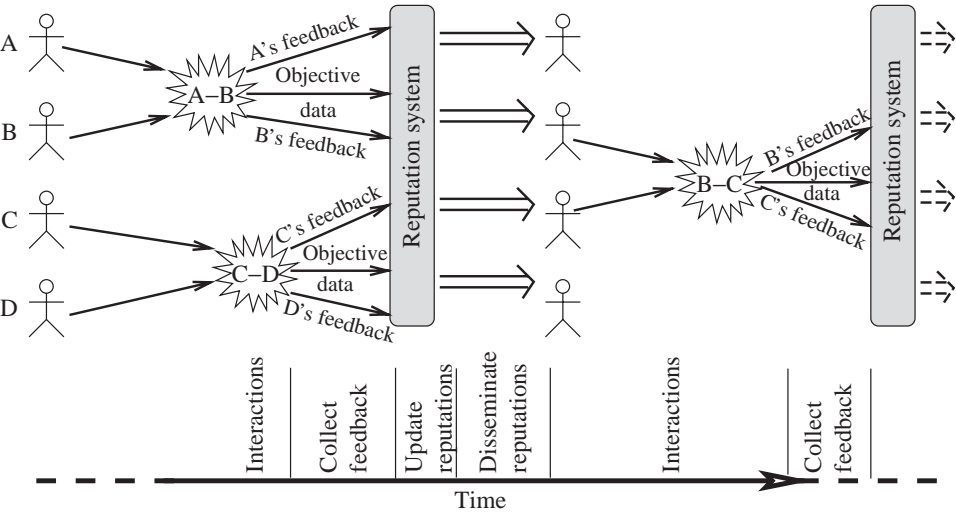 A
B
C
D
A–B
A's feedback
Objective
data
B's feedback
C–D
C's feedback
Objective
data
D's feedback
Reputation system
B–C
B's feedback
Objective
data
C's feedback
Reputation system
Interactions
Collect
feedback
Update
reputations
Disseminate
reputations
Interactions
Collect
feedback
Time